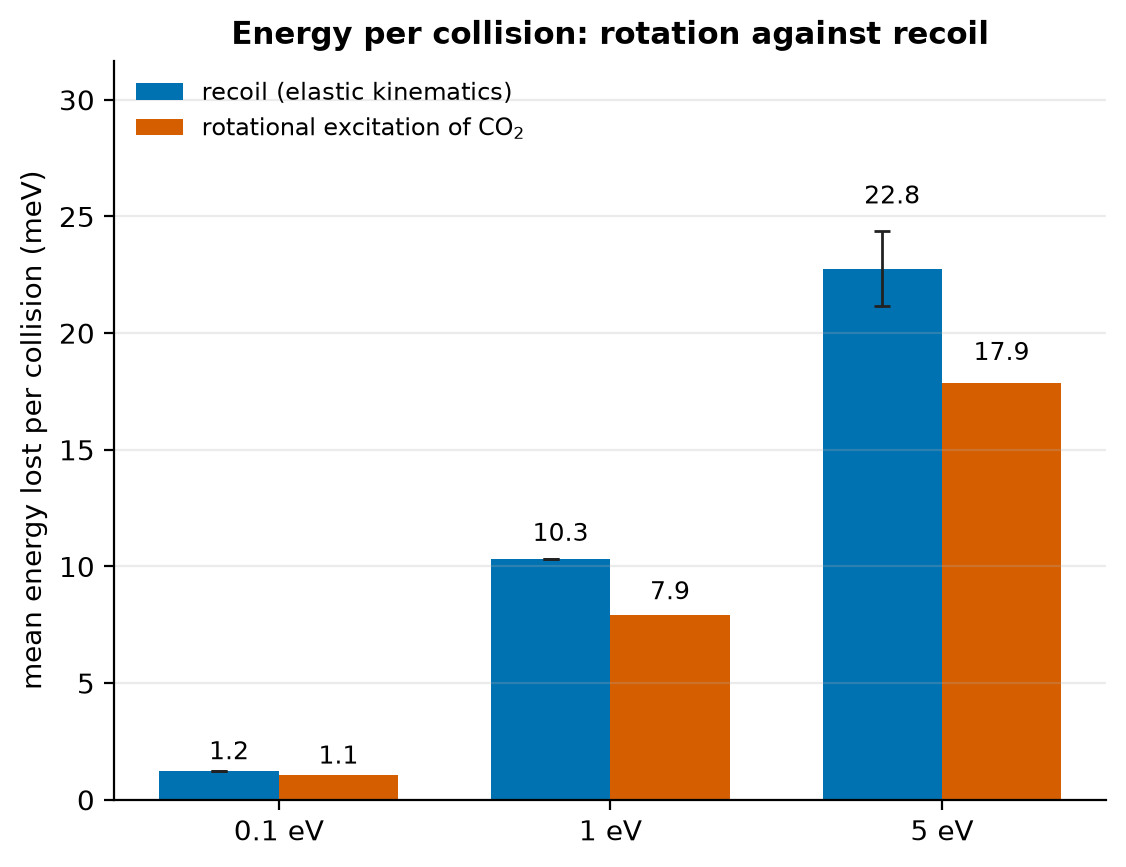 Energy per collision: rotation against recoil
recoil (elastic kinematics)
rotational excitation of CO₂
mean energy lost per collision (meV)
30
25
20
15
10
5
0
22.8
17.9
10.3
7.9
1.2
1.1
0.1 eV
1 eV
5 eV